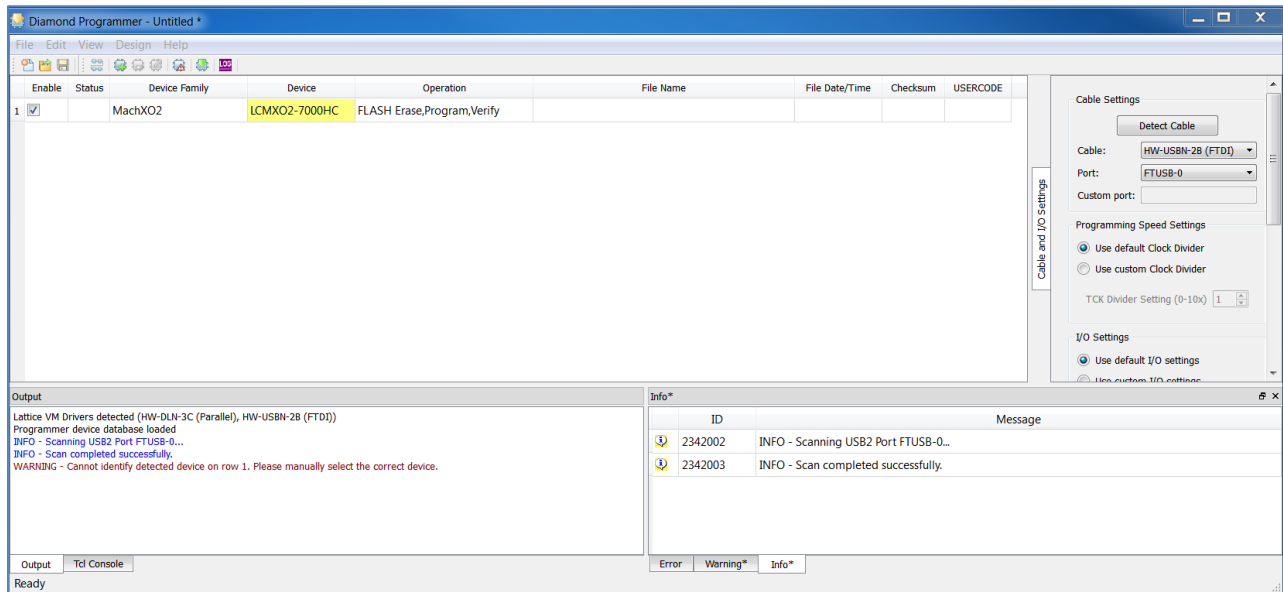 Diamond Programmer - Untitled *
File Edit View Design Help
LOG
Enable Status Device Family Device Operation File Name File Date/Time Checksum USERCODE
1 MachXO2 LCMXO2-7000HC FLASH Erase,Program,Verify
Cable and I/O Settings
Cable Settings
Detect Cable
Cable: HW-USBN-2B (FTDI)
Port: FTUSB-0
Custom port:
Programming Speed Settings
Use default Clock Divider
Use custom Clock Divider
TCK Divider Setting (0-10x) 1
I/O Settings
Use default I/O settings
Use custom I/O settings
Output
Lattice VM Drivers detected (HW-DLN-3C (Parallel), HW-USBN-2B (FTDI))
Programmer device database loaded
INFO - Scanning USB2 Port FTUSB-0...
INFO - Scan completed successfully.
WARNING - Cannot identify detected device on row 1. Please manually select the correct device.
Output Tcl Console
Info*
ID Message
2342002 INFO - Scanning USB2 Port FTUSB-0...
2342003 INFO - Scan completed successfully.
Error Warning* Info*
Ready